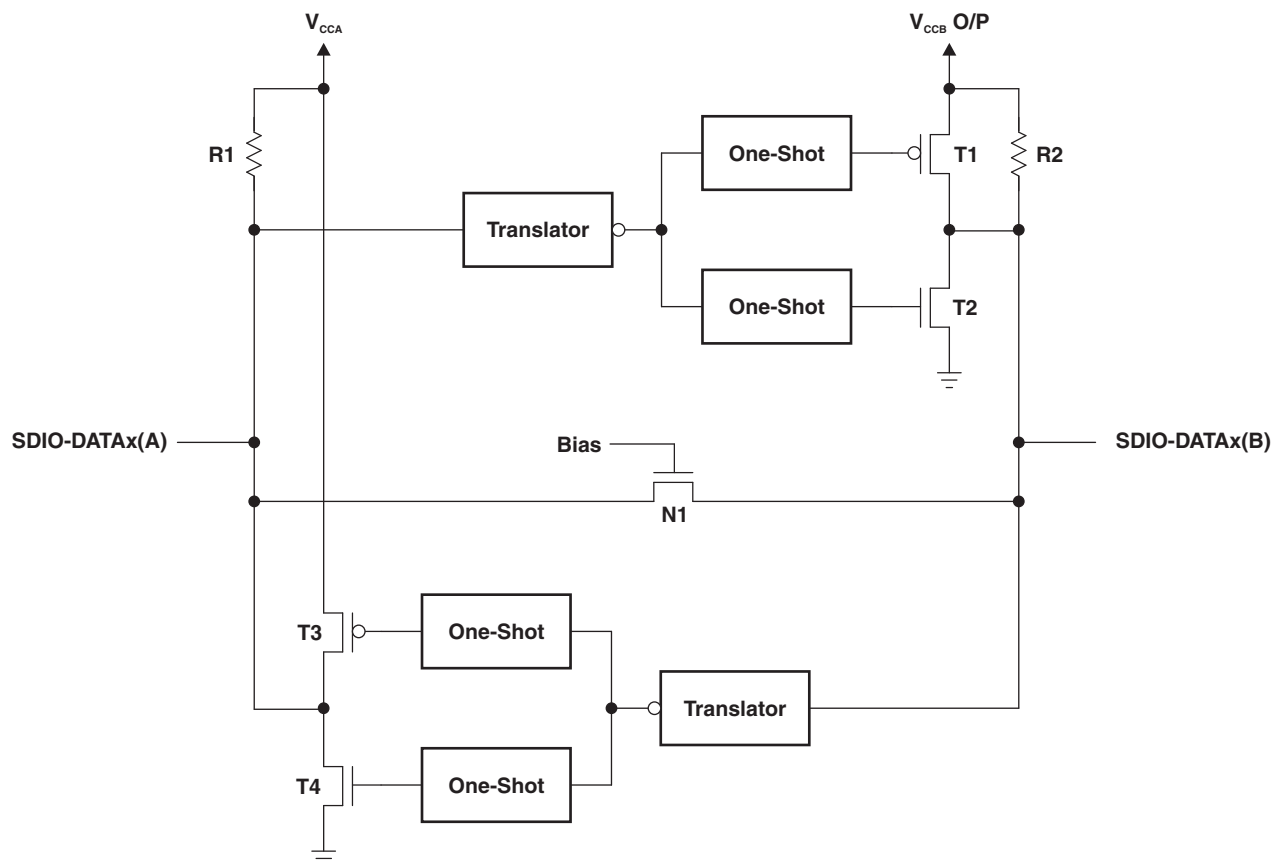 VCCA
VCCB O/P
R1
One-Shot
T1
R2
Translator
One-Shot
T2
SDIO-DATAx(A)
Bias
SDIO-DATAx(B)
N1
T3
One-Shot
Translator
T4
One-Shot